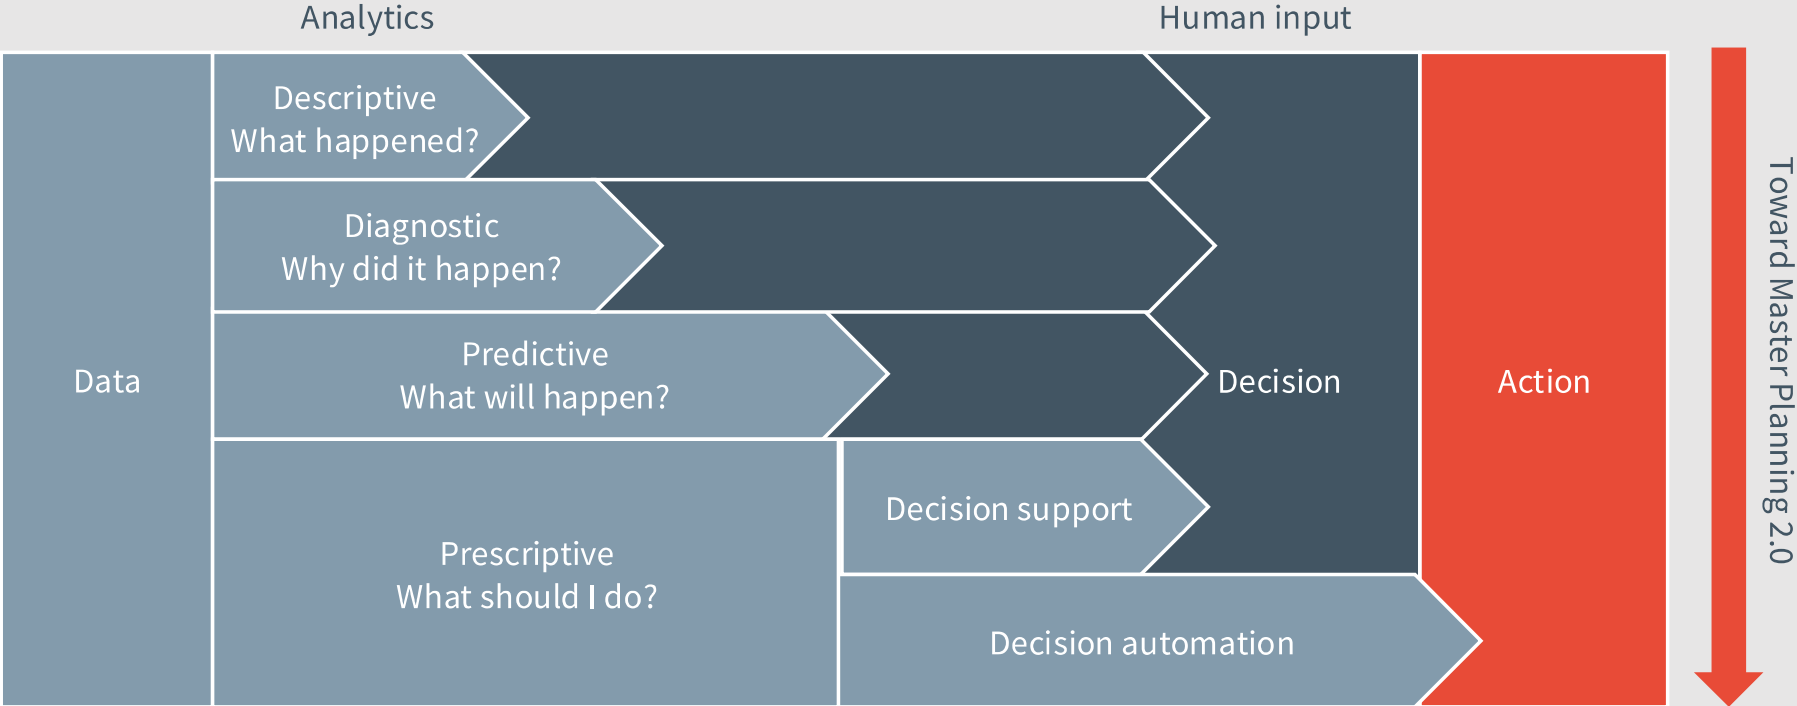 Analytics
Human input
Descriptive
What happened?
Diagnostic
Why did it happen?
Predictive
What will happen?
Data
Decision
Action
Decision support
Prescriptive
What should I do?
Decision automation
Toward Master Planning 2.0